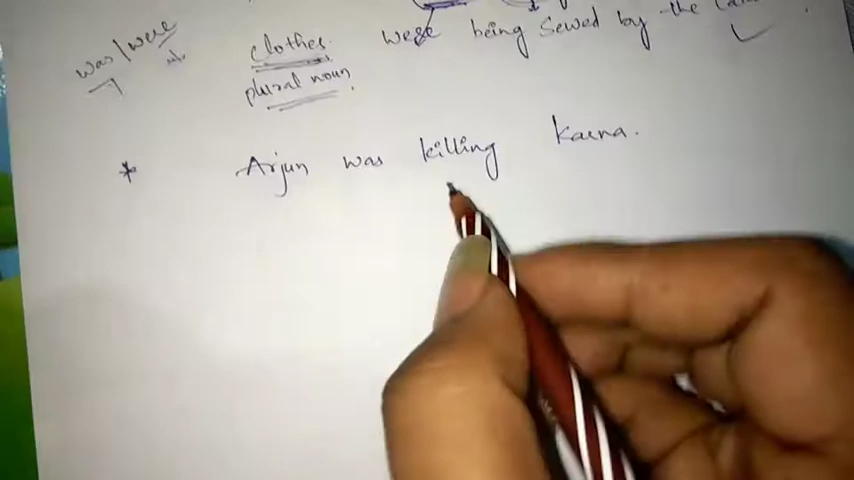 was/were clothes were being sewed by the
plural noun.
* Arjun was killing Karna.